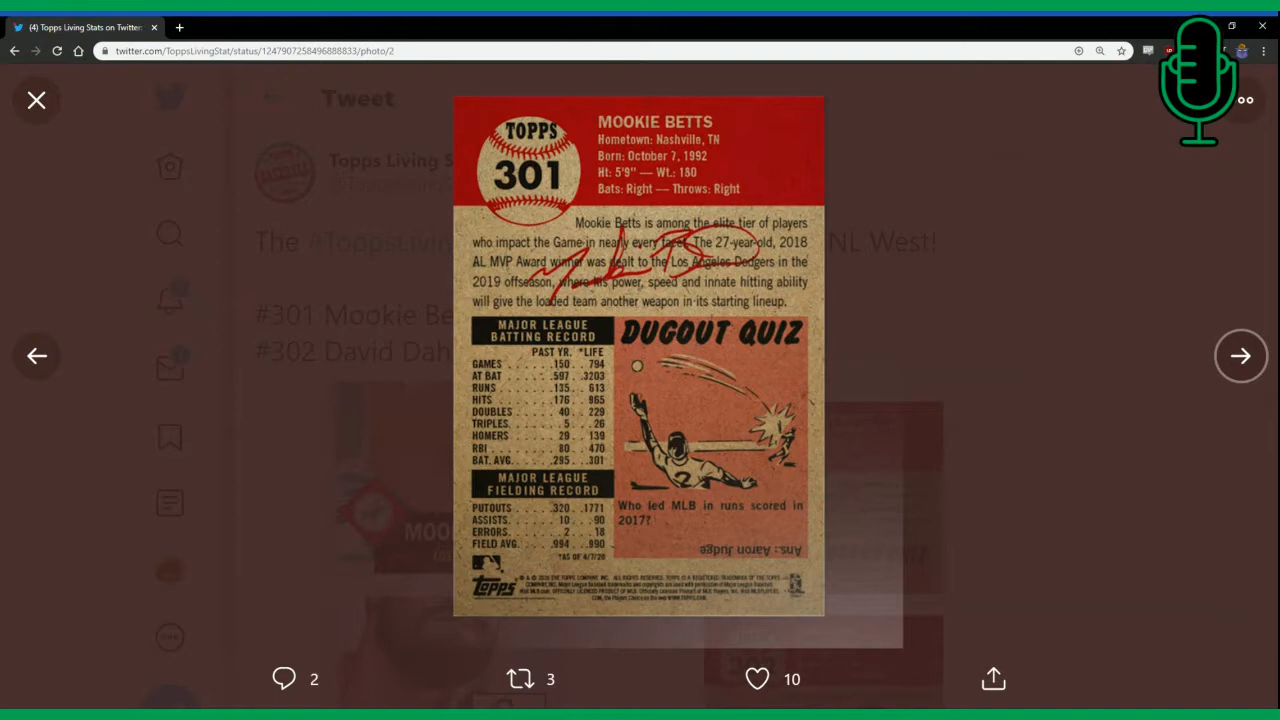 (4) Topps Living Stats on Twitter:
twitter.com/ToppsLivingStat/status/1247907258496888833/photo/2
Tweet
Topps Living S
The @ToppsLivin
NL West!
#301 Mookie Be
#302 David Dah
TOPPS
301
MOOKIE BETTS
Hometown: Nashville, TN
Born: October 7, 1992
Ht: 5'9" — Wt.: 180
Bats: Right — Throws: Right
Mookie Betts is among the elite tier of players
who impact the Game in nearly every facet. The 27-year-old, 2018
AL MVP Award winner was dealt to the Los Angeles Dodgers in the
2019 offseason, where his power, speed and innate hitting ability
will give the loaded team another weapon in its starting lineup.
MAJOR LEAGUE
BATTING RECORD
PAST YR. *LIFE
GAMES 150 794
AT BAT 597 3203
RUNS 135 613
HITS 176 965
DOUBLES 40 229
TRIPLES 5 26
HOMERS 29 139
RBI 80 470
BAT. AVG. .295 .301
MAJOR LEAGUE
FIELDING RECORD
PUTOUTS 320 1771
ASSISTS 10 90
ERRORS 2 18
FIELD AVG. .994 .990
*AS OF 4/7/20
DUGOUT QUIZ
Who led MLB in runs scored in
2017?
Ans.: Aaron Judge
Topps
2
3
10